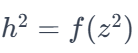 h² = f(z²)